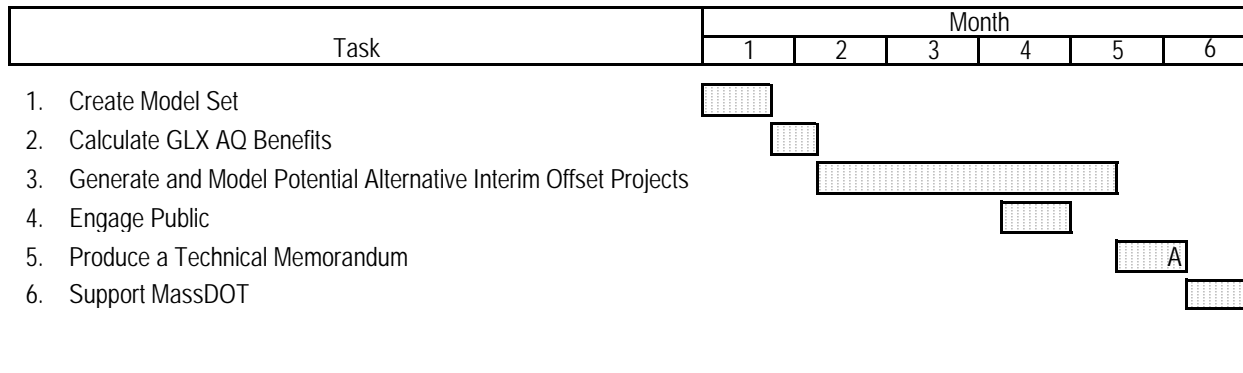 Month
Task 1 2 3 4 5 6
1. Create Model Set
2. Calculate GLX AQ Benefits
3. Generate and Model Potential Alternative Interim Offset Projects
4. Engage Public
5. Produce a Technical Memorandum A
6. Support MassDOT